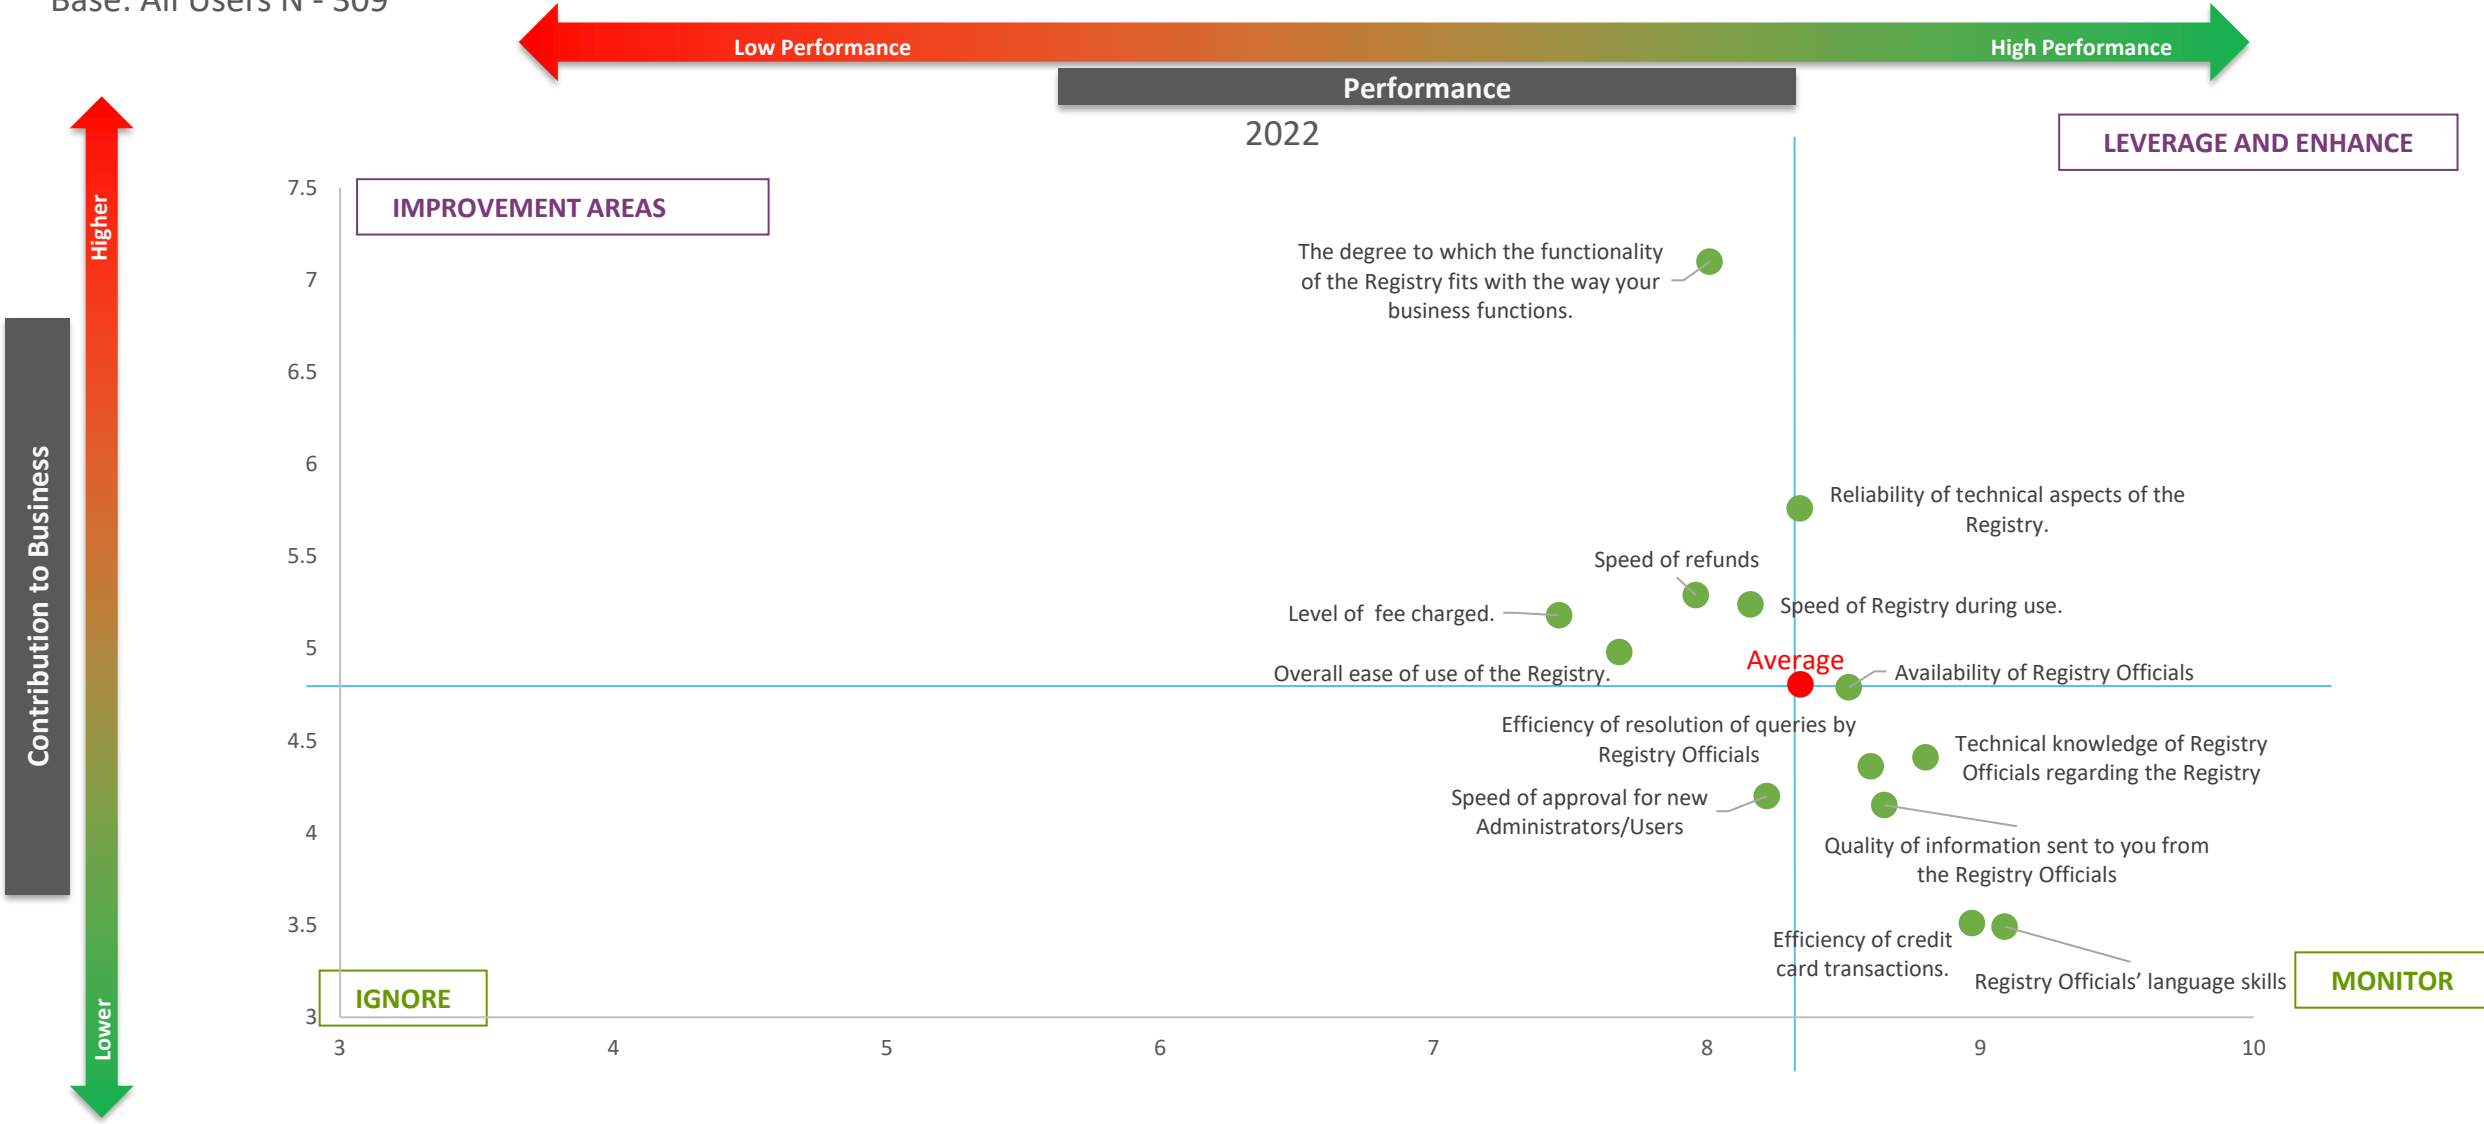 Base: All Users N - 309
Low Performance
High Performance
Performance
2022
LEVERAGE AND ENHANCE
IMPROVEMENT AREAS
Higher
Contribution to Business
Lower
7.5
7
6.5
6
5.5
5
4.5
4
3.5
3
The degree to which the functionality
of the Registry fits with the way your
business functions.
Reliability of technical aspects of the
Registry.
Speed of refunds
Level of fee charged.
Speed of Registry during use.
Overall ease of use of the Registry.
Average
Availability of Registry Officials
Efficiency of resolution of queries by
Registry Officials
Technical knowledge of Registry
Officials regarding the Registry
Speed of approval for new
Administrators/Users
Quality of information sent to you from
the Registry Officials
Efficiency of credit
card transactions.
Registry Officials’ language skills
IGNORE
MONITOR
3
4
5
6
7
8
9
10